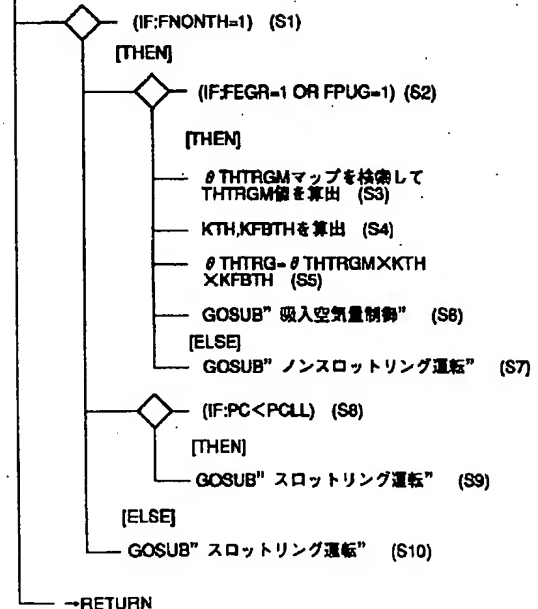 (IF:FNONTH=1) (S1)
[THEN]
(IF:FEGR=1 OR FPUG=1) (S2)
[THEN]
θTHTRGMマップを検索して
THTRGM値を算出 (S3)
KTH,KFBTHを算出 (S4)
θTHTRG=θTHTRGM×KTH
×KFBTH (S5)
GOSUB"吸入空気量制御" (S6)
[ELSE]
GOSUB"ノンスロットリング運転" (S7)
(IF:PC<PCLL) (S8)
[THEN]
GOSUB"スロットリング運転" (S9)
[ELSE]
GOSUB"スロットリング運転" (S10)
→RETURN